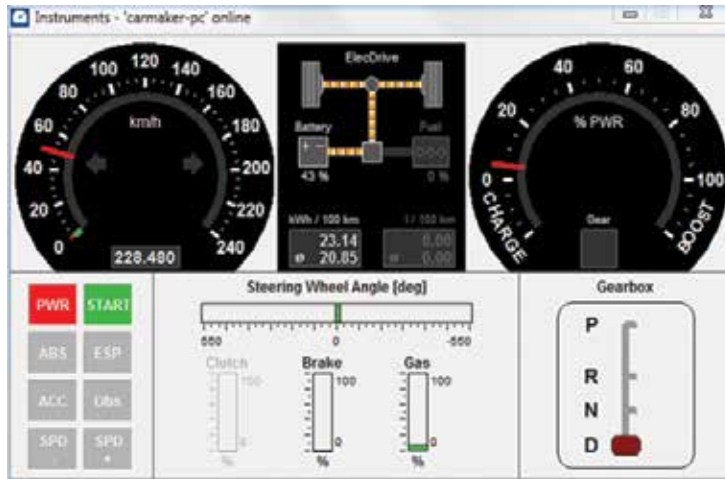 Instruments - 'carmaker-pc' online
0 20 40 60 80 100 120 140 160 180 200 220 240
km/h
228.480
ElecDrive
Battery Fuel
43 % 0 %
kWh / 100 km l / 100 km
23.14 0.00
ø 20.85 ø 0.00
0 20 40 60 80 100
% PWR
CHARGE BOOST
Gear
PWR START
ABS ESP
ACC Obs
SPD - SPD +
Steering Wheel Angle [deg]
550 0 -550
Clutch Brake Gas
100 100 100
0 0 0
% % %
Gearbox
P
R
N
D